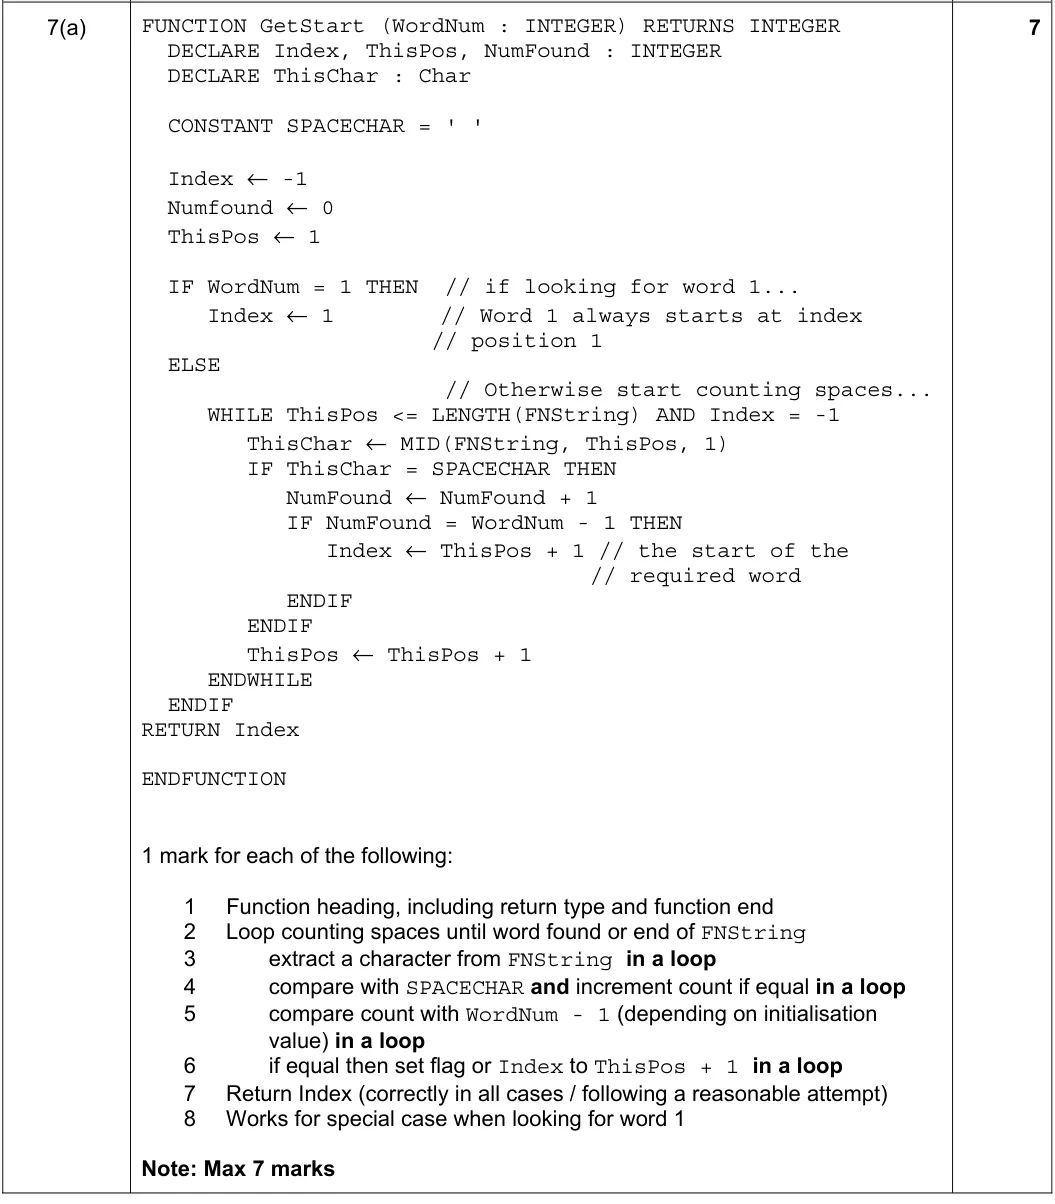 7(a)
FUNCTION GetStart (WordNum : INTEGER) RETURNS INTEGER
7
DECLARE Index, ThisPos, NumFound : INTEGER
DECLARE ThisChar : Char
CONSTANT SPACECHAR = ' '
Index ← -1
Numfound ← 0
ThisPos ← 1
IF WordNum = 1 THEN // if looking for word 1...
Index ← 1 // Word 1 always starts at index
// position 1
ELSE
// Otherwise start counting spaces...
WHILE ThisPos <= LENGTH(FNString) AND Index = -1
ThisChar ← MID(FNString, ThisPos, 1)
IF ThisChar = SPACECHAR THEN
NumFound ← NumFound + 1
IF NumFound = WordNum - 1 THEN
Index ← ThisPos + 1 // the start of the
// required word
ENDIF
ENDIF
ThisPos ← ThisPos + 1
ENDWHILE
ENDIF
RETURN Index
ENDFUNCTION
1 mark for each of the following:
1 Function heading, including return type and function end
2 Loop counting spaces until word found or end of FNString
3 extract a character from FNString in a loop
4 compare with SPACECHAR and increment count if equal in a loop
5 compare count with WordNum - 1 (depending on initialisation
value) in a loop
6 if equal then set flag or Index to ThisPos + 1 in a loop
7 Return Index (correctly in all cases / following a reasonable attempt)
8 Works for special case when looking for word 1
Note: Max 7 marks